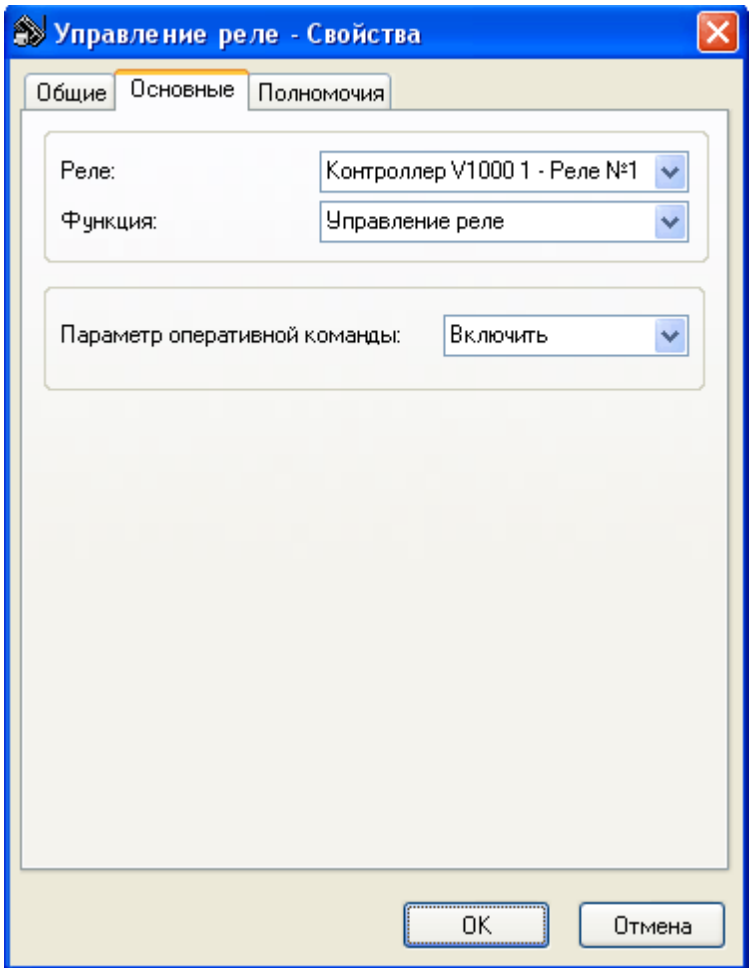 Управление реле - Свойства
Общие Основные Полномочия
Реле: Контроллер V1000 1 - Реле №1
Функция: Управление реле
Параметр оперативной команды: Включить
OK Отмена